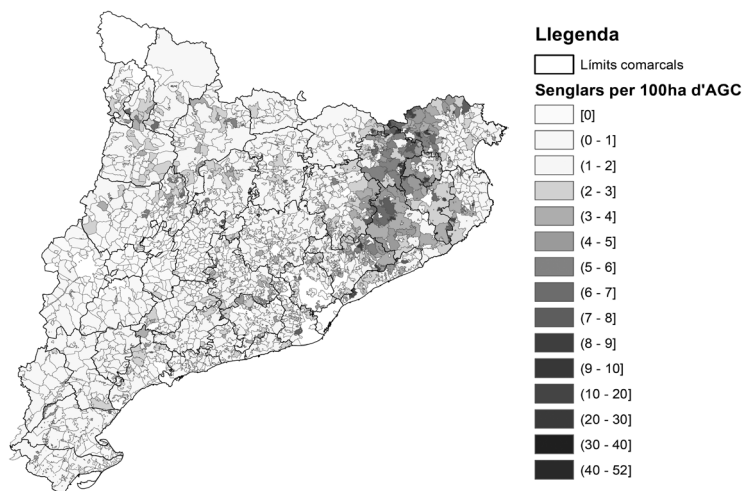 Llegenda
Límits comarcals
Senglars per 100ha d'AGC
[0]
(0 - 1]
(1 - 2]
(2 - 3]
(3 - 4]
(4 - 5]
(5 - 6]
(6 - 7]
(7 - 8]
(8 - 9]
(9 - 10]
(10 - 20]
(20 - 30]
(30 - 40]
(40 - 52]